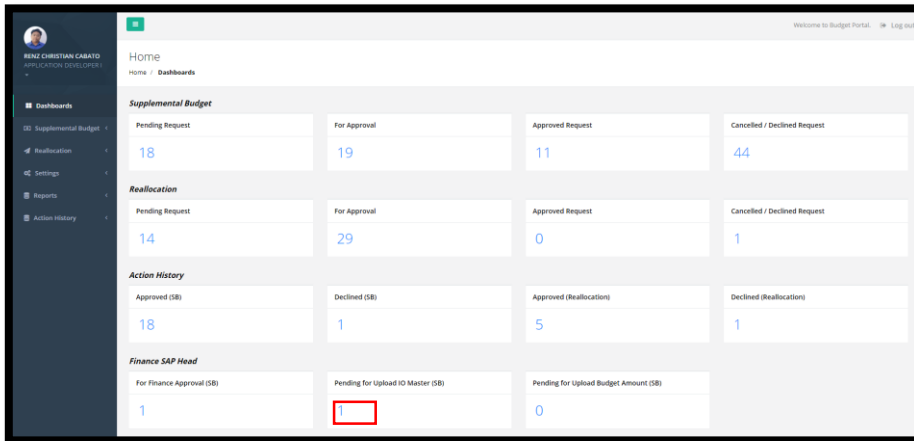 Welcome to Budget Portal.
Log out
RENZ CHRISTIAN CABATO
APPLICATION DEVELOPER I
Home
Home / Dashboards
Dashboards
Supplemental Budget
Reallocation
Settings
Reports
Action History
Supplemental Budget
Pending Request
For Approval
Approved Request
Cancelled / Declined Request
18
19
11
44
Reallocation
Pending Request
For Approval
Approved Request
Cancelled / Declined Request
14
29
0
1
Action History
Approved (SB)
Declined (SB)
Approved (Reallocation)
Declined (Reallocation)
18
1
5
1
Finance SAP Head
For Finance Approval (SB)
Pending for Upload IO Master (SB)
Pending for Upload Budget Amount (SB)
1
1
0